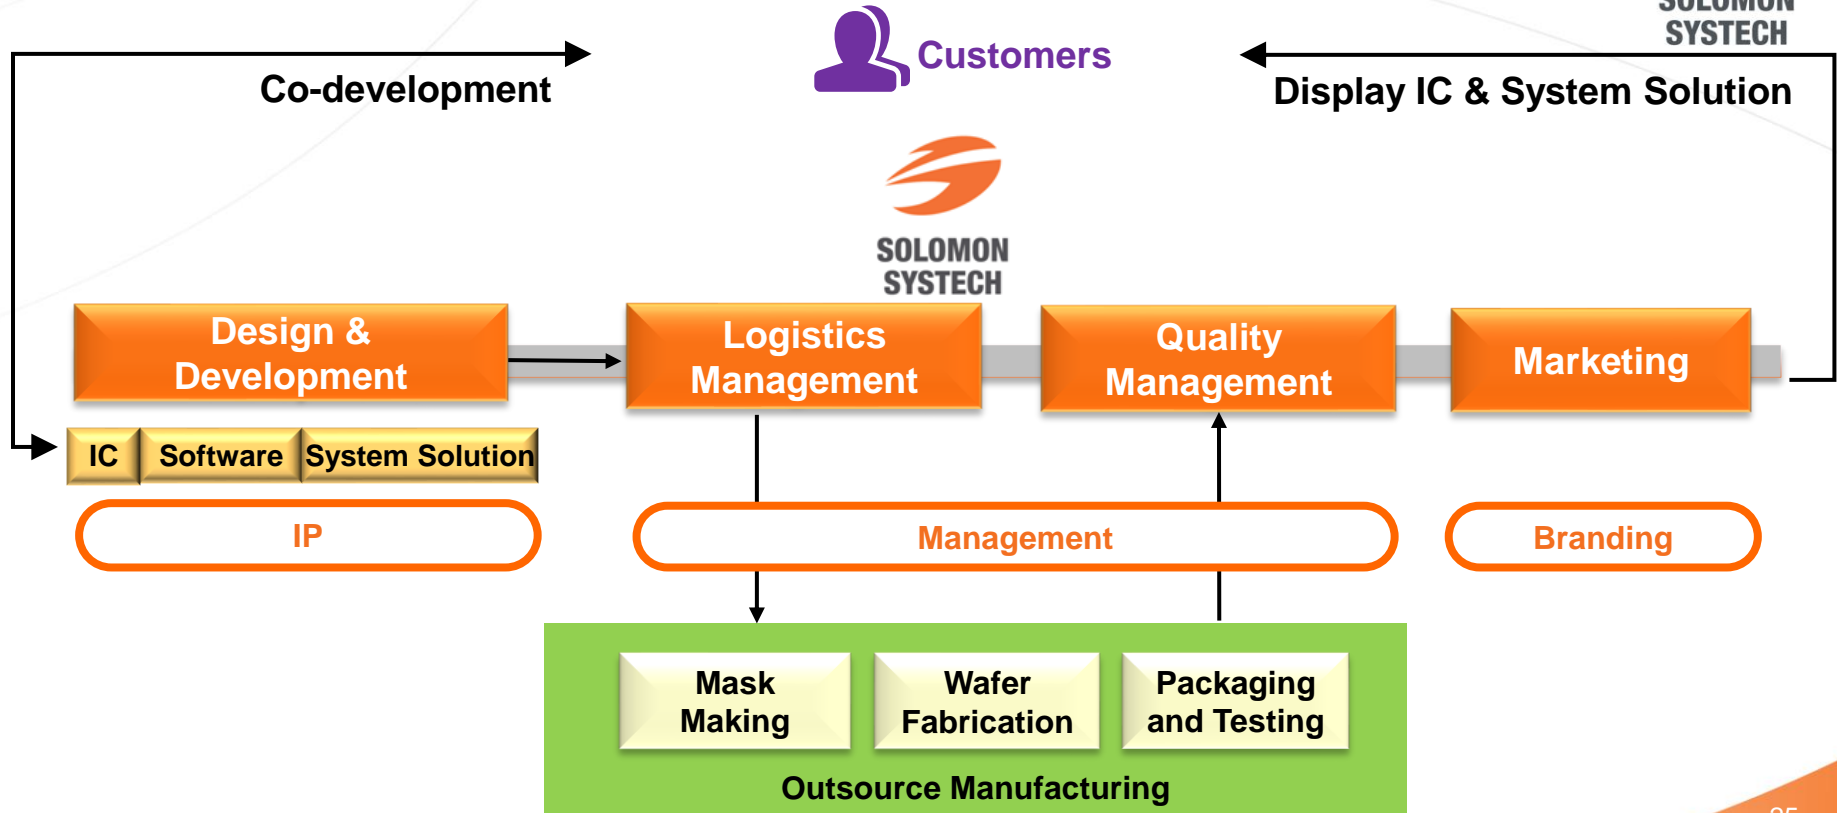 SOLOMON
SYSTECH
Customers
Co-development
Display IC & System Solution
SOLOMON
SYSTECH
Design &
Development
Logistics
Management
Quality
Management
Marketing
IC
Software
System Solution
IP
Management
Branding
Mask
Making
Wafer
Fabrication
Packaging
and Testing
Outsource Manufacturing